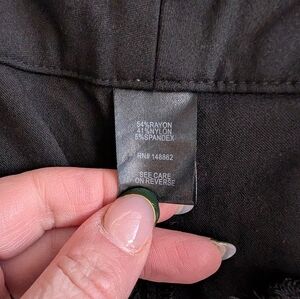 54%RAYON
41%NYLON
5%SPANDEX
RN# 148862
SEE CARE
ON REVERSE